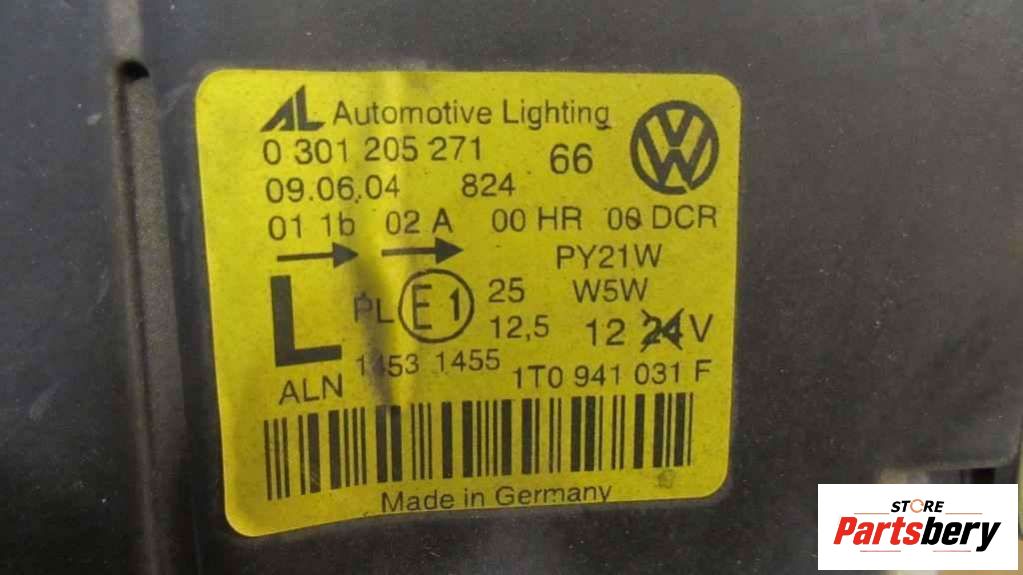 AL Automotive Lighting
0 301 205 271 66
09.06.04 824
01 1b 02 A 00 HR 00 DCR
PY21W
L PL E1 25 W5W
12,5 12 24 V
1453 1455
ALN 1T0 941 031 F
Made in Germany
STORE
Partsbery